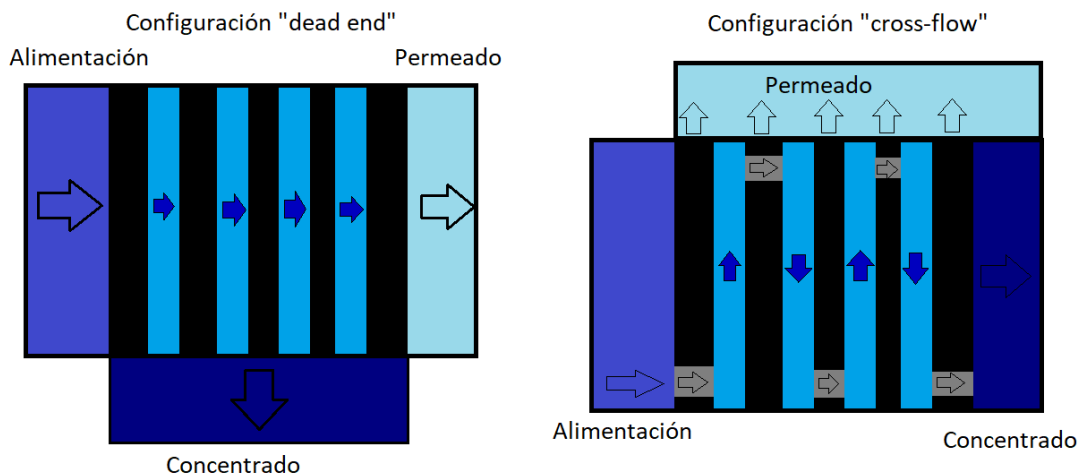 Configuración "dead end"
Alimentación
Permeado
Concentrado
Configuración "cross-flow"
Permeado
Alimentación
Concentrado